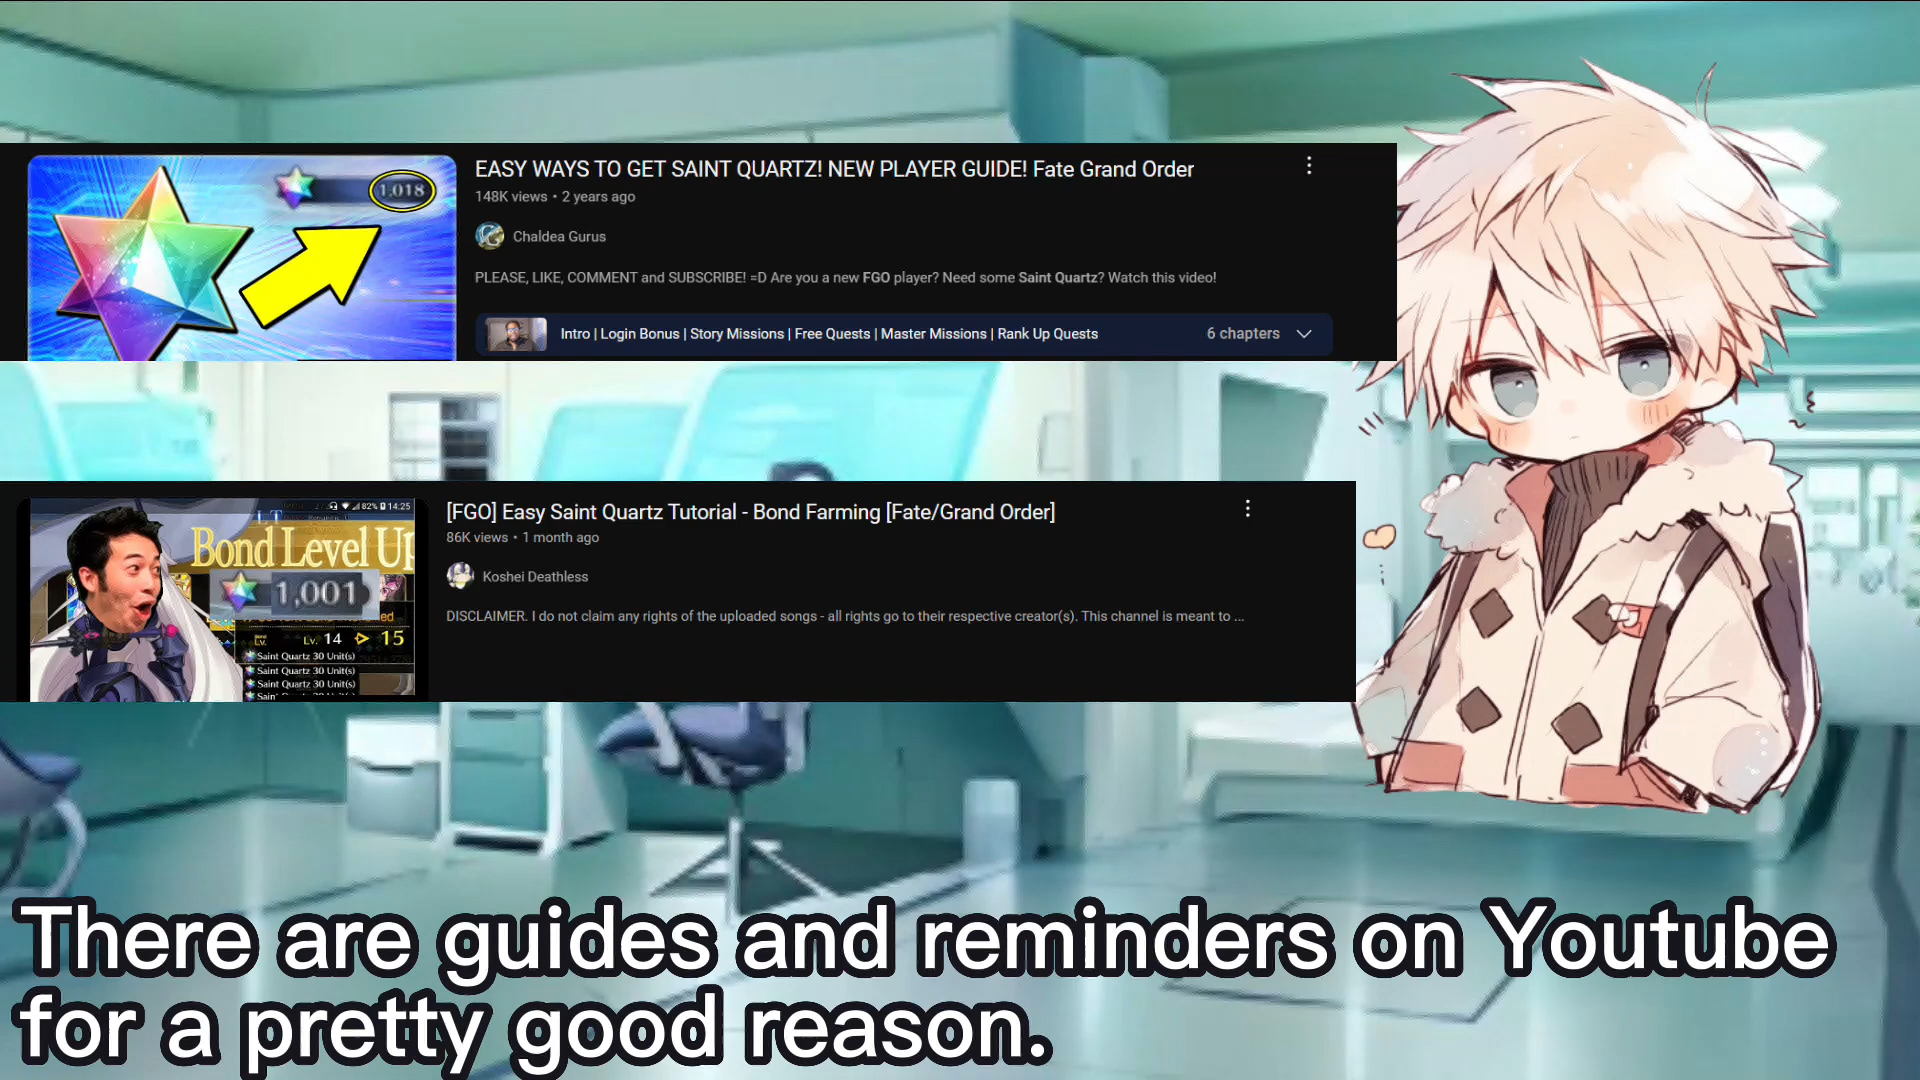 1,018
EASY WAYS TO GET SAINT QUARTZ! NEW PLAYER GUIDE! Fate Grand Order
148K views • 2 years ago
Chaldea Gurus
PLEASE, LIKE, COMMENT and SUBSCRIBE! =D Are you a new FGO player? Need some Saint Quartz? Watch this video!
Intro | Login Bonus | Story Missions | Free Quests | Master Missions | Rank Up Quests
6 chapters
82% 14:25
Bond Level Up
1,001
Lv. 14 > 15
Saint Quartz 30 Unit(s)
Saint Quartz 30 Unit(s)
Saint Quartz 30 Unit(s)
[FGO] Easy Saint Quartz Tutorial - Bond Farming [Fate/Grand Order]
86K views • 1 month ago
Koshei Deathless
DISCLAIMER. I do not claim any rights of the uploaded songs - all rights go to their respective creator(s). This channel is meant to ...
There are guides and reminders on Youtube
for a pretty good reason.